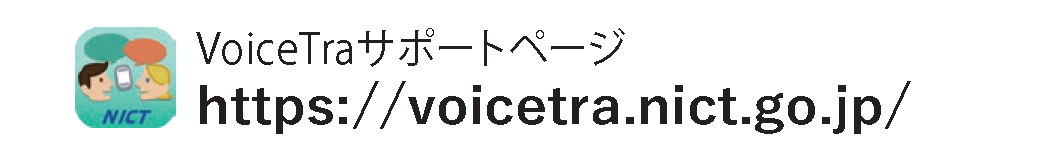 VoiceTraサポートページ
https://voicetra.nict.go.jp/
NICT